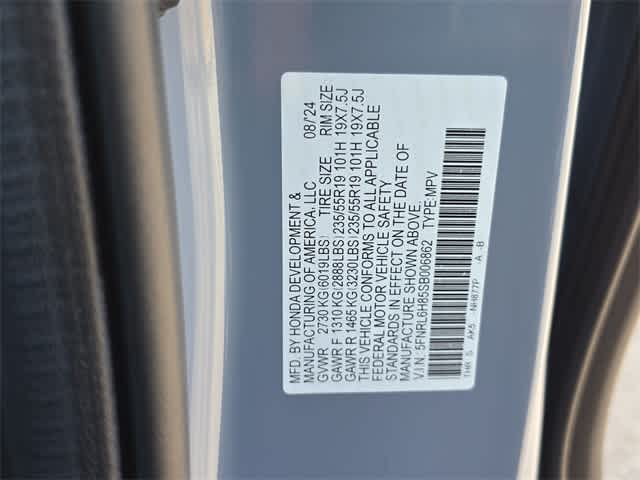 MFD. BY HONDA DEVELOPMENT &
MANUFACTURING OF AMERICA, LLC 08/'24
GVWR 2730 KG(6019LBS) TIRE SIZE RIM SIZE
GAWR F 1310 KG(2888LBS) 235/55R19 101H 19X7.5J
GAWR R 1465 KG(3230LBS) 235/55R19 101H 19X7.5J
THIS VEHICLE CONFORMS TO ALL APPLICABLE
FEDERAL MOTOR VEHICLE SAFETY
STANDARDS IN EFFECT ON THE DATE OF
MANUFACTURE SHOWN ABOVE.
V.I.N. 5FNRL6H85SB006862 TYPE:MPV
THR S AK5 NH877P -A -B